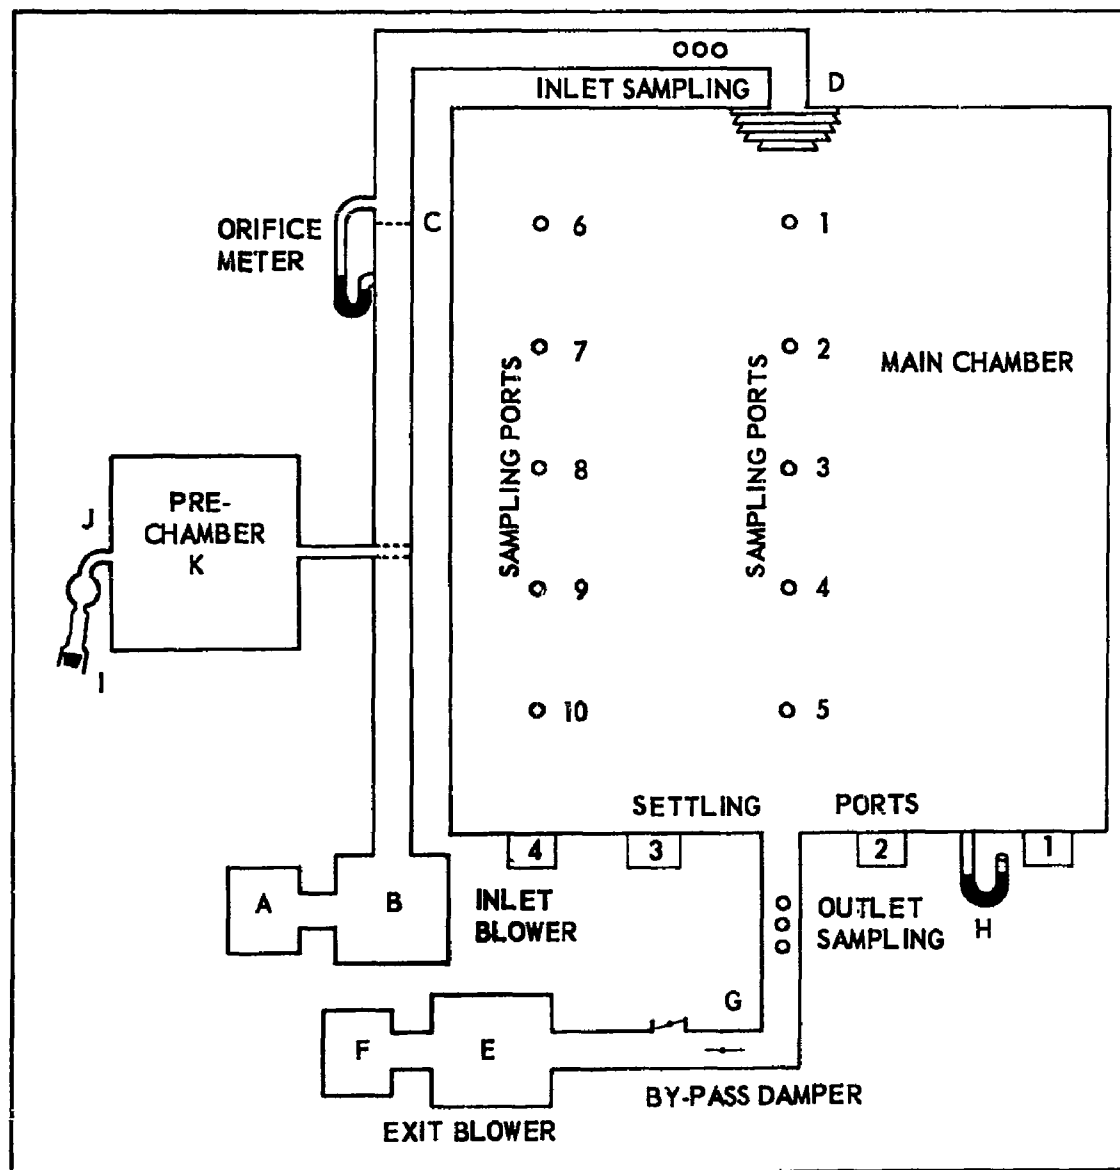 INLET SAMPLING
D
ORIFICE
METER
C
6
1
7
2
MAIN CHAMBER
SAMPLING PORTS
SAMPLING PORTS
8
3
PRE-
CHAMBER
K
J
I
9
4
10
5
SETTLING PORTS
4
3
2
1
A
B
INLET
BLOWER
OUTLET
SAMPLING
H
G
F
E
BY-PASS DAMPER
EXIT BLOWER